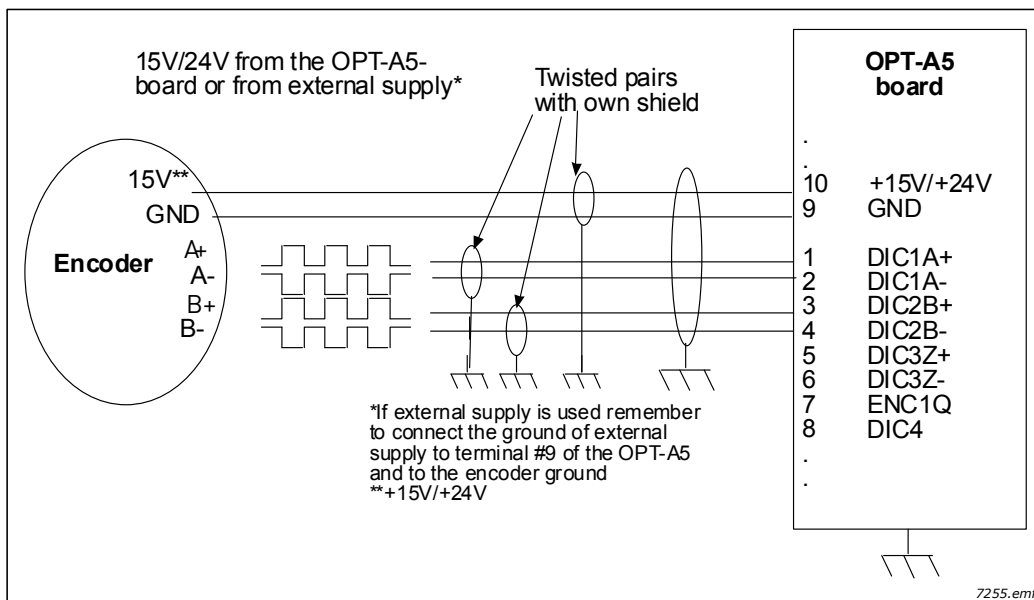 15V/24V from the OPT-A5-
board or from external supply*
Twisted pairs
with own shield
OPT-A5
board
.
.
15V**
GND
Encoder
A+
A-
B+
B-
10 +15V/+24V
9 GND
1 DIC1A+
2 DIC1A-
3 DIC2B+
4 DIC2B-
5 DIC3Z+
6 DIC3Z-
7 ENC1Q
8 DIC4
.
.
*If external supply is used remember
to connect the ground of external
supply to terminal #9 of the OPT-A5
and to the encoder ground
**+15V/+24V
7255.emf